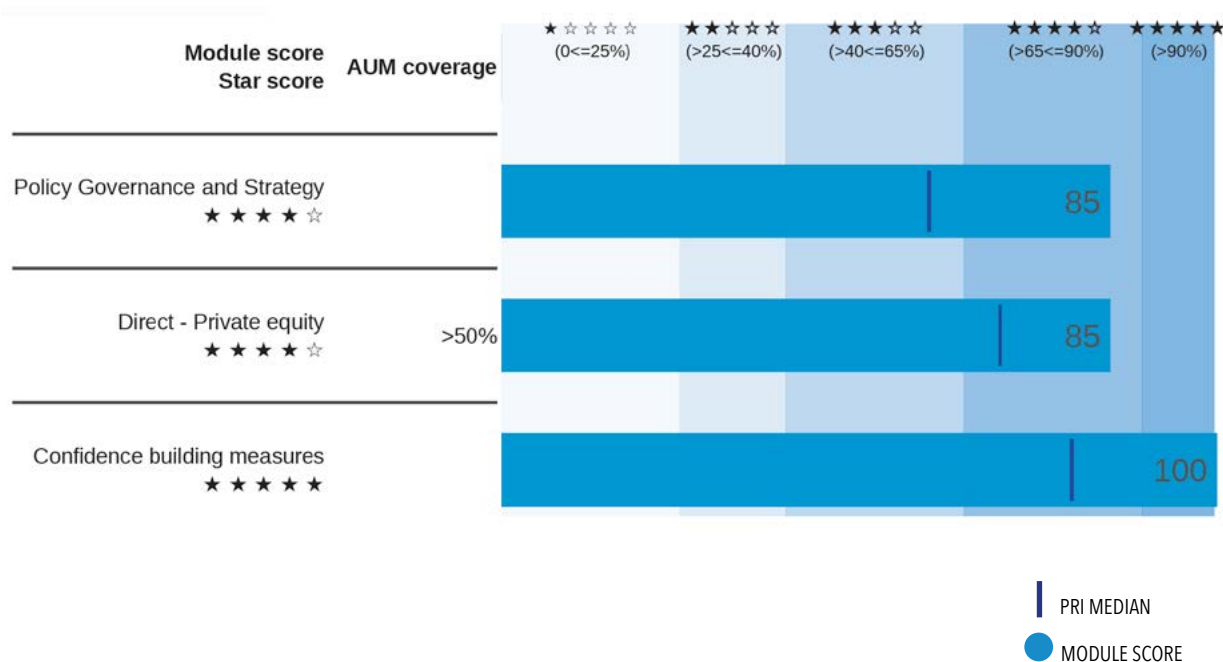 Module score
Star score
AUM coverage
★ ☆ ☆ ☆ ☆
(0<=25%)
★ ★ ☆ ☆ ☆
(>25<=40%)
★ ★ ★ ☆ ☆
(>40<=65%)
★ ★ ★ ★ ☆
(>65<=90%)
★ ★ ★ ★ ★
(>90%)
Policy Governance and Strategy
★ ★ ★ ★ ☆
85
Direct - Private equity
★ ★ ★ ★ ☆
>50%
85
Confidence building measures
★ ★ ★ ★ ★
100
PRI MEDIAN
MODULE SCORE